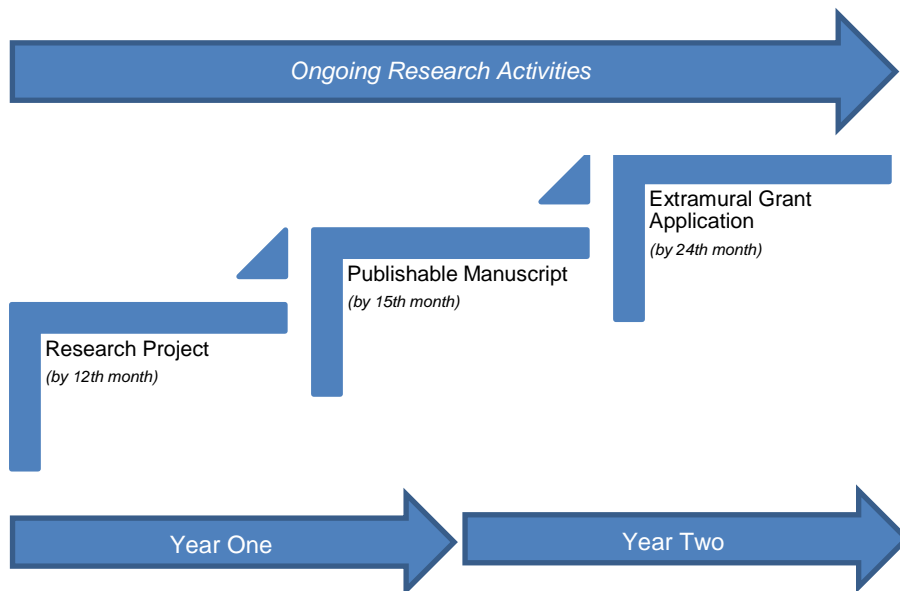 Ongoing Research Activities
Extramural Grant
Application
(by 24th month)
Publishable Manuscript
(by 15th month)
Research Project
(by 12th month)
Year One
Year Two